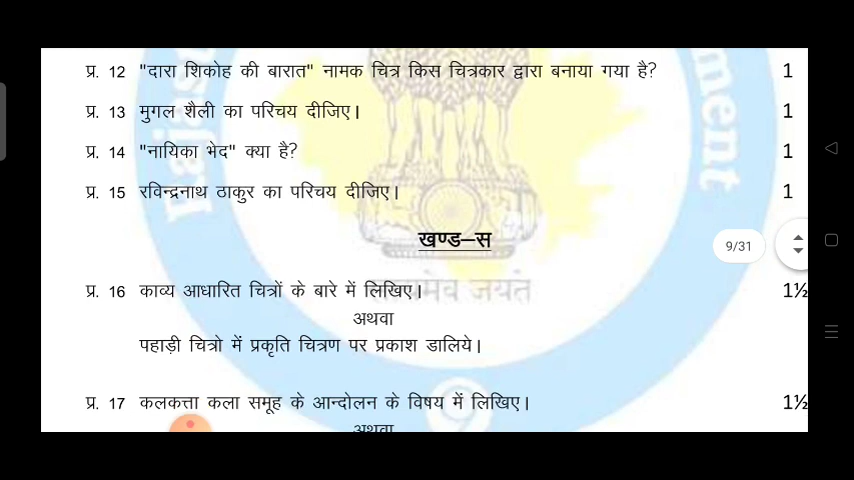 प्र. 12 "दारा शिकोह की बारात" नामक चित्र किस चित्रकार द्वारा बनाया गया है? 1
प्र. 13 मुगल शैली का परिचय दीजिए। 1
प्र. 14 "नायिका भेद" क्या है? 1
प्र. 15 रविन्द्रनाथ ठाकुर का परिचय दीजिए। 1
खण्ड–स
9/31
प्र. 16 काव्य आधारित चित्रों के बारे में लिखिए। 1½
अथवा
पहाड़ी चित्रो में प्रकृति चित्रण पर प्रकाश डालिये।
प्र. 17 कलकत्ता कला समूह के आन्दोलन के विषय में लिखिए। 1½
अथवा